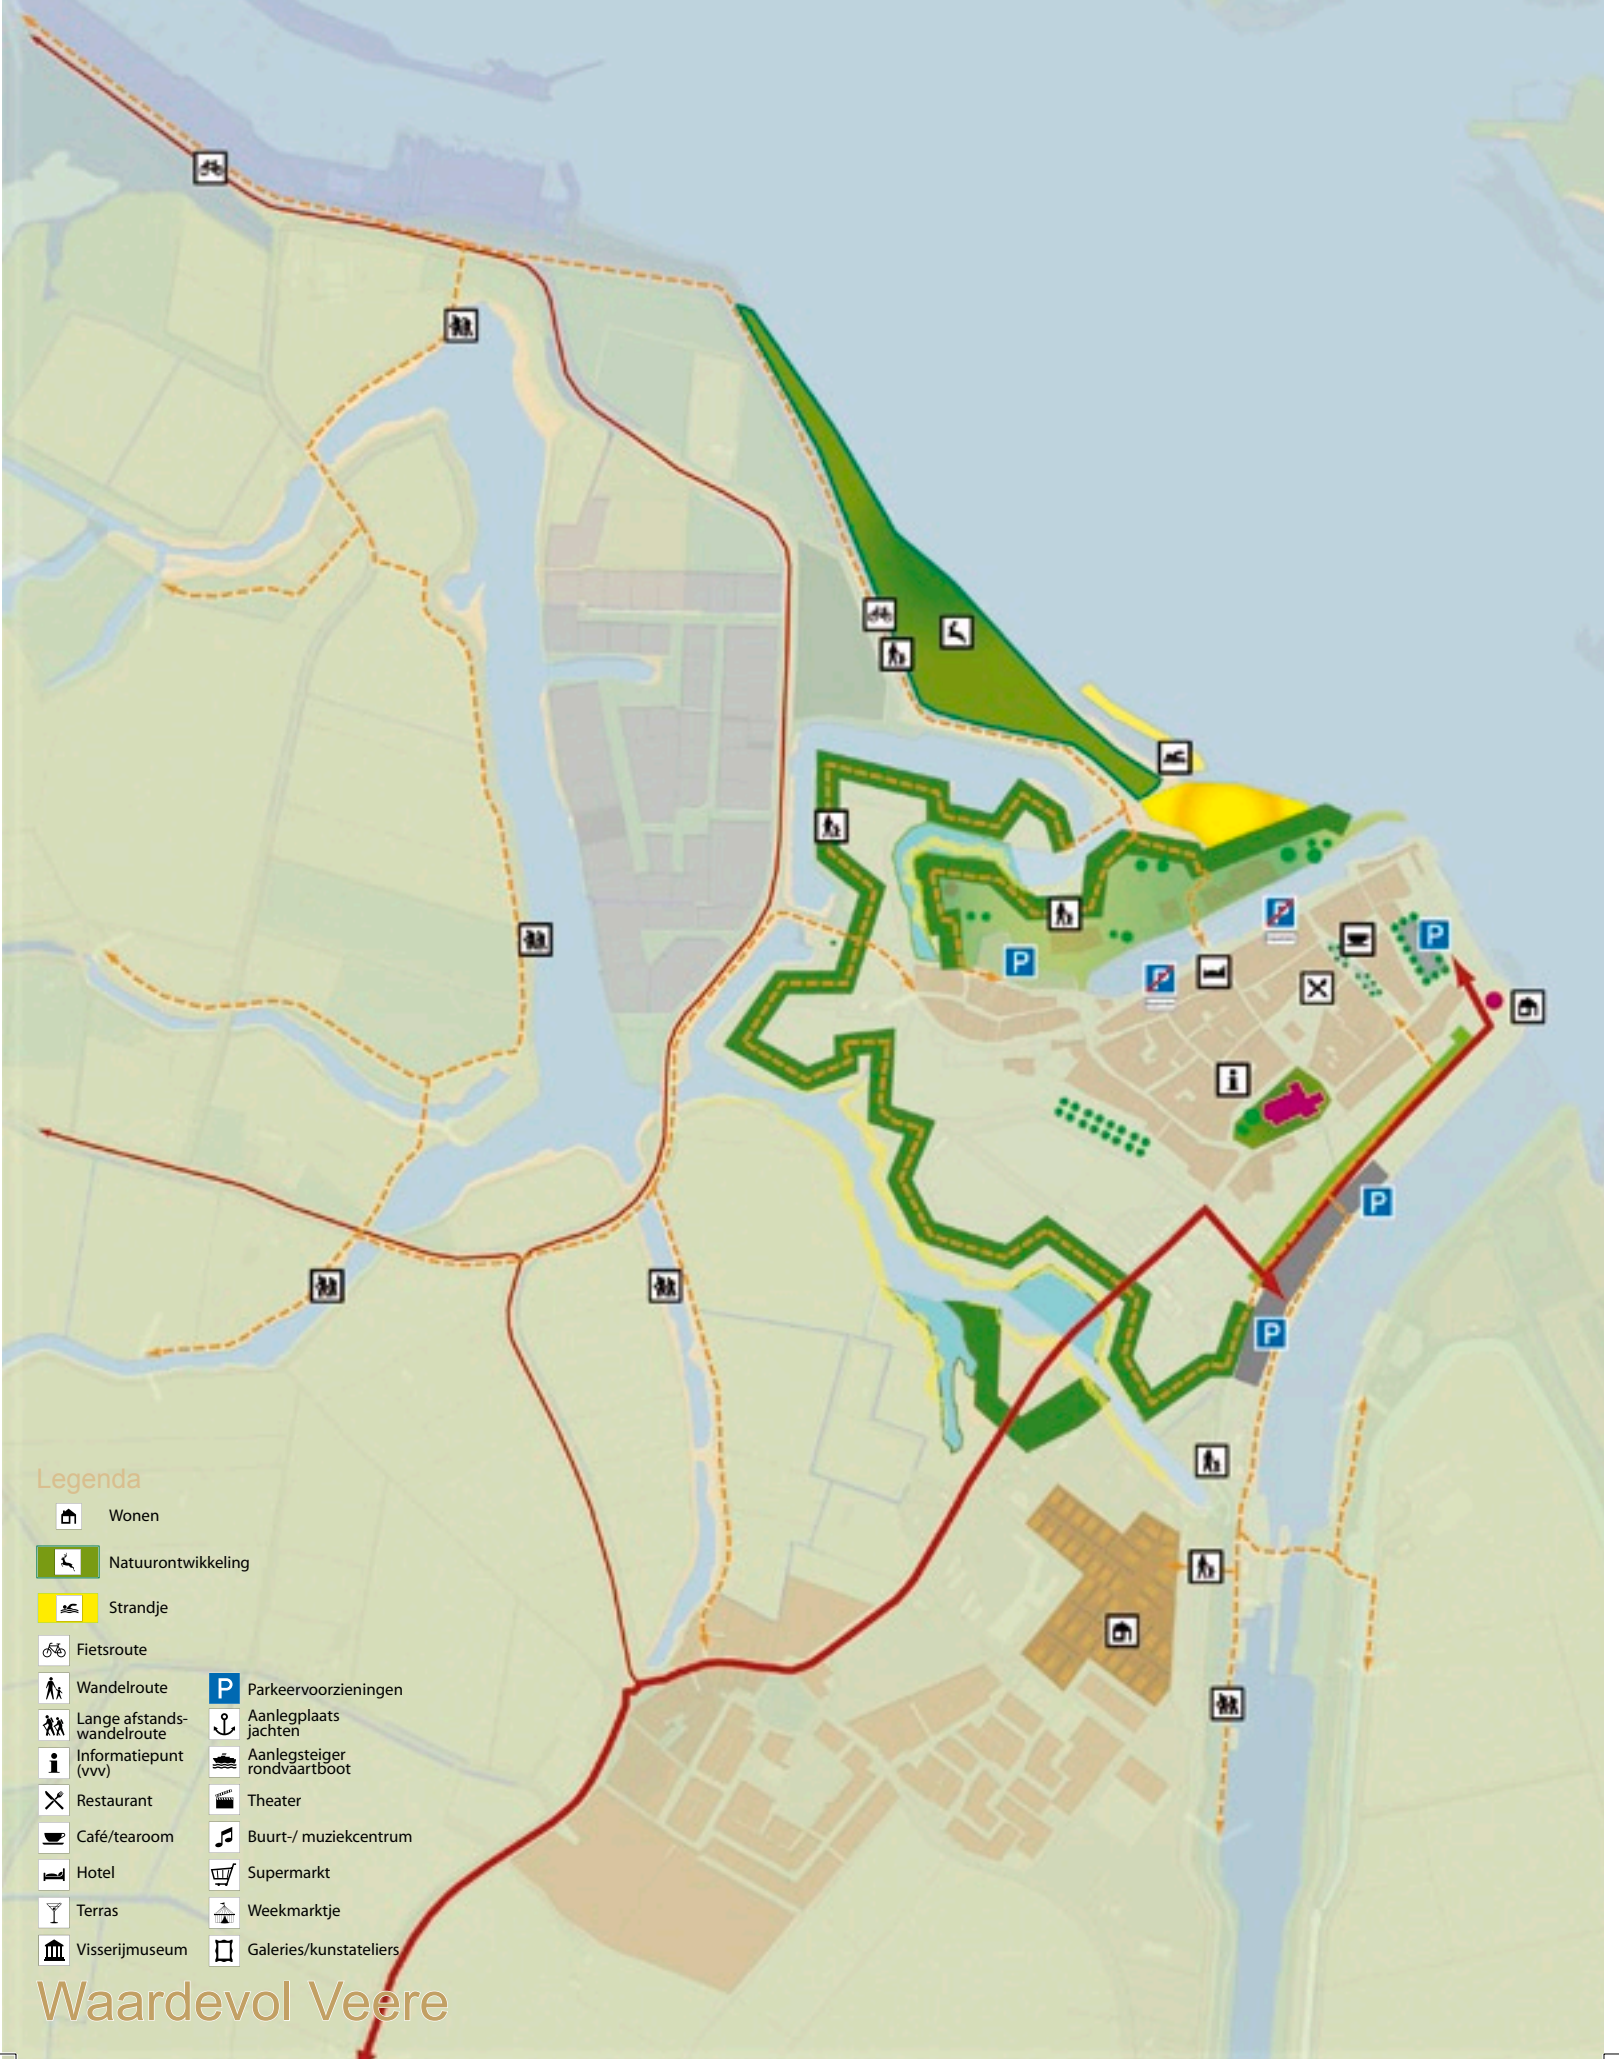 P
P
P
P
P
P
P
Legenda
Wonen
Natuurontwikkeling
Strandje
Fietsroute
Wandelroute
Lange afstands-
wandelroute
Informatiepunt
(vvv)
Restaurant
Café/tearoom
Hotel
Terras
Visserijmuseum
P Parkeervoorzieningen
Aanlegplaats
jachten
Aanlegsteiger
rondvaartboot
Theater
Buurt-/ muziekcentrum
Supermarkt
Weekmarktje
Galeries/kunstateliers
Waardevol Veere